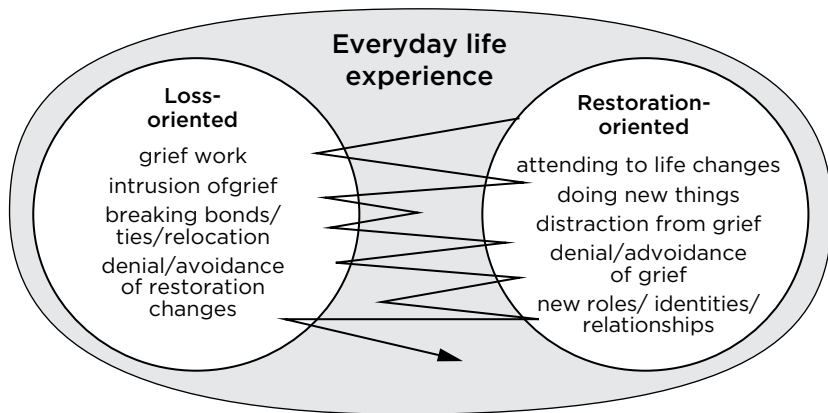 Everyday life
experience
Loss-
oriented
grief work
intrusion ofgrief
breaking bonds/
ties/relocation
denial/avoidance
of restoration
changes
Restoration-
oriented
attending to life changes
doing new things
distraction from grief
denial/advoidance
of grief
new roles/ identities/
relationships